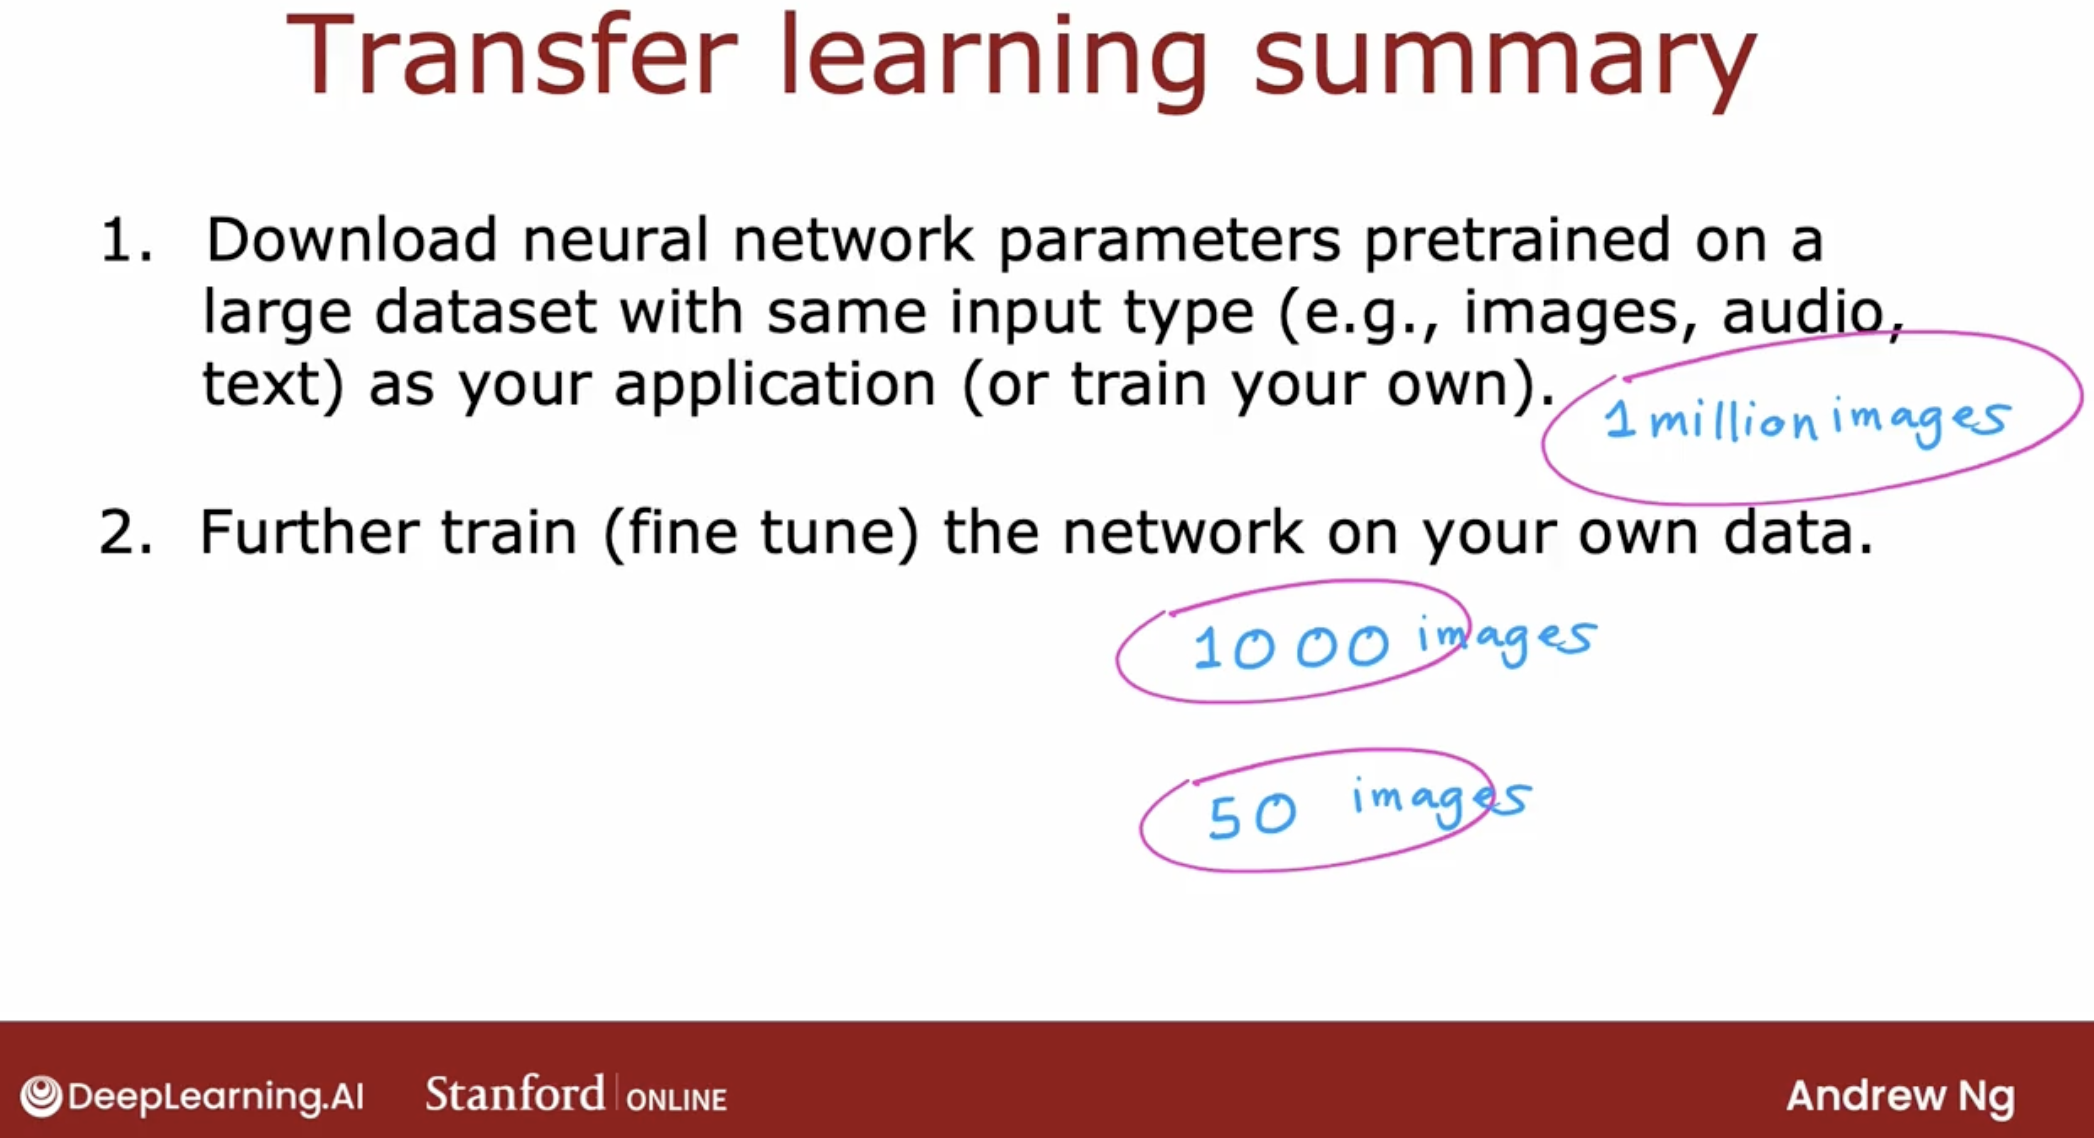 Transfer learning summary
1. Download neural network parameters pretrained on a
large dataset with same input type (e.g., images, audio,
text) as your application (or train your own).
1 million images
2. Further train (fine tune) the network on your own data.
1000 images
50 images
DeepLearning.AI Stanford ONLINE Andrew Ng